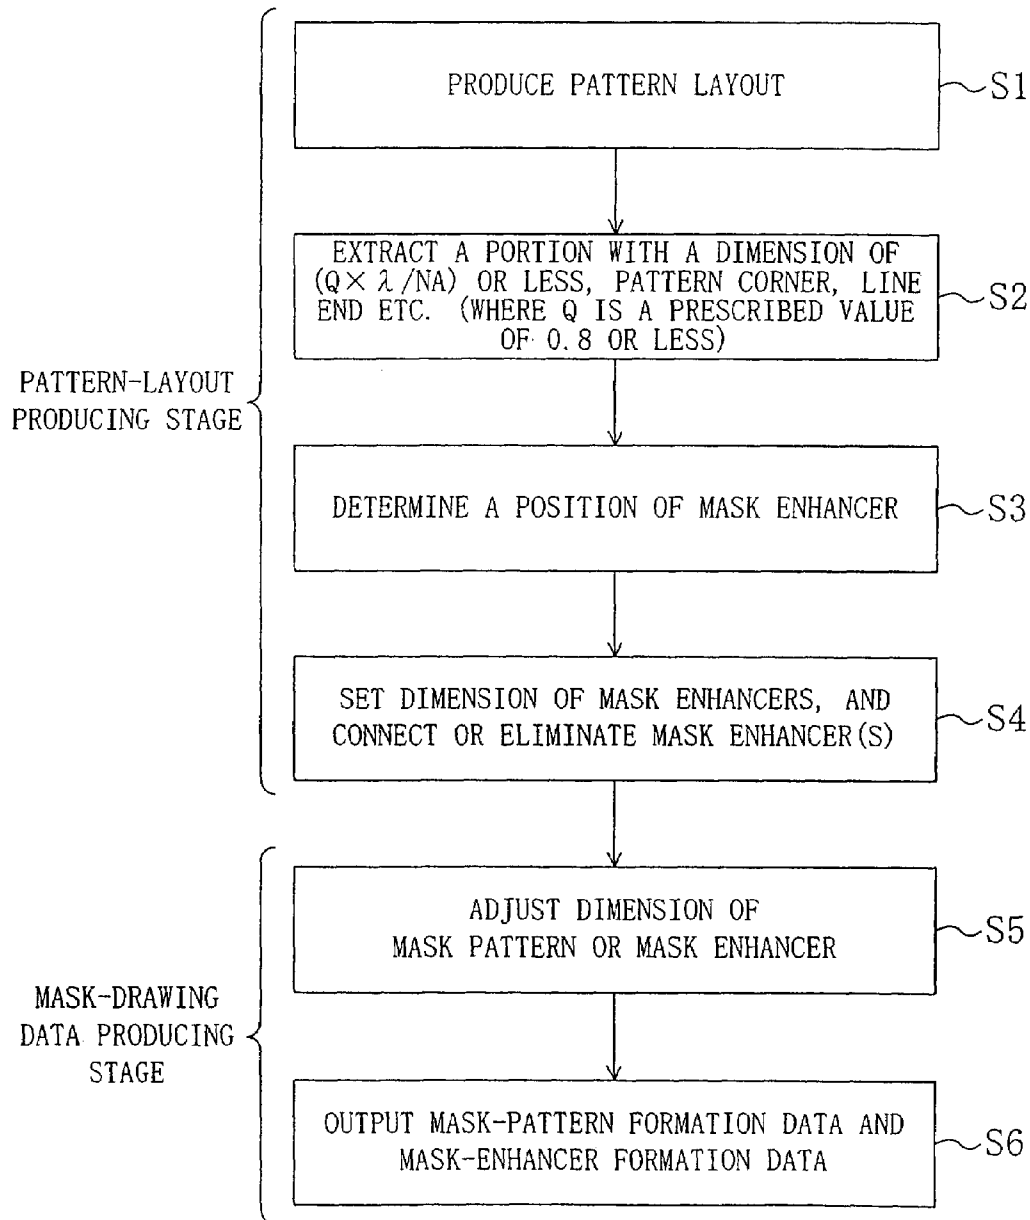 PRODUCE PATTERN LAYOUT
S1
EXTRACT A PORTION WITH A DIMENSION OF
(Q× λ/NA) OR LESS, PATTERN CORNER, LINE
END ETC. (WHERE Q IS A PRESCRIBED VALUE
OF 0.8 OR LESS)
S2
PATTERN-LAYOUT
PRODUCING STAGE
DETERMINE A POSITION OF MASK ENHANCER
S3
SET DIMENSION OF MASK ENHANCERS, AND
CONNECT OR ELIMINATE MASK ENHANCER(S)
S4
ADJUST DIMENSION OF
MASK PATTERN OR MASK ENHANCER
S5
MASK-DRAWING
DATA PRODUCING
STAGE
OUTPUT MASK-PATTERN FORMATION DATA AND
MASK-ENHANCER FORMATION DATA
S6